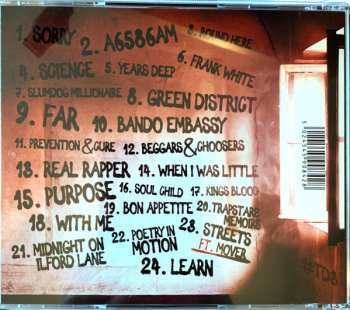 1. SORRY
2. A6586AM
3. ROUND HERE
4. SCIENCE
5. YEARS DEEP
6. FRANK WHITE
7. SLUMDOG MILLIONAIRE
8. GREEN DISTRICT
9. FAR
10. BANDO EMBASSY
11. PREVENTION & CURE
12. BEGGARS & CHOOSERS
13. REAL RAPPER
14. WHEN I WAS LITTLE
15. PURPOSE
16. SOUL CHILD
17. KINGS BLOOD
18. WITH ME
19. BON APPETITE
20. TRAPSTARS
MEMOIRS
21. MIDNIGHT ON
ILFORD LANE
22. POETRY IN
MOTION
23. STREETS
FT. MOVER
24. LEARN